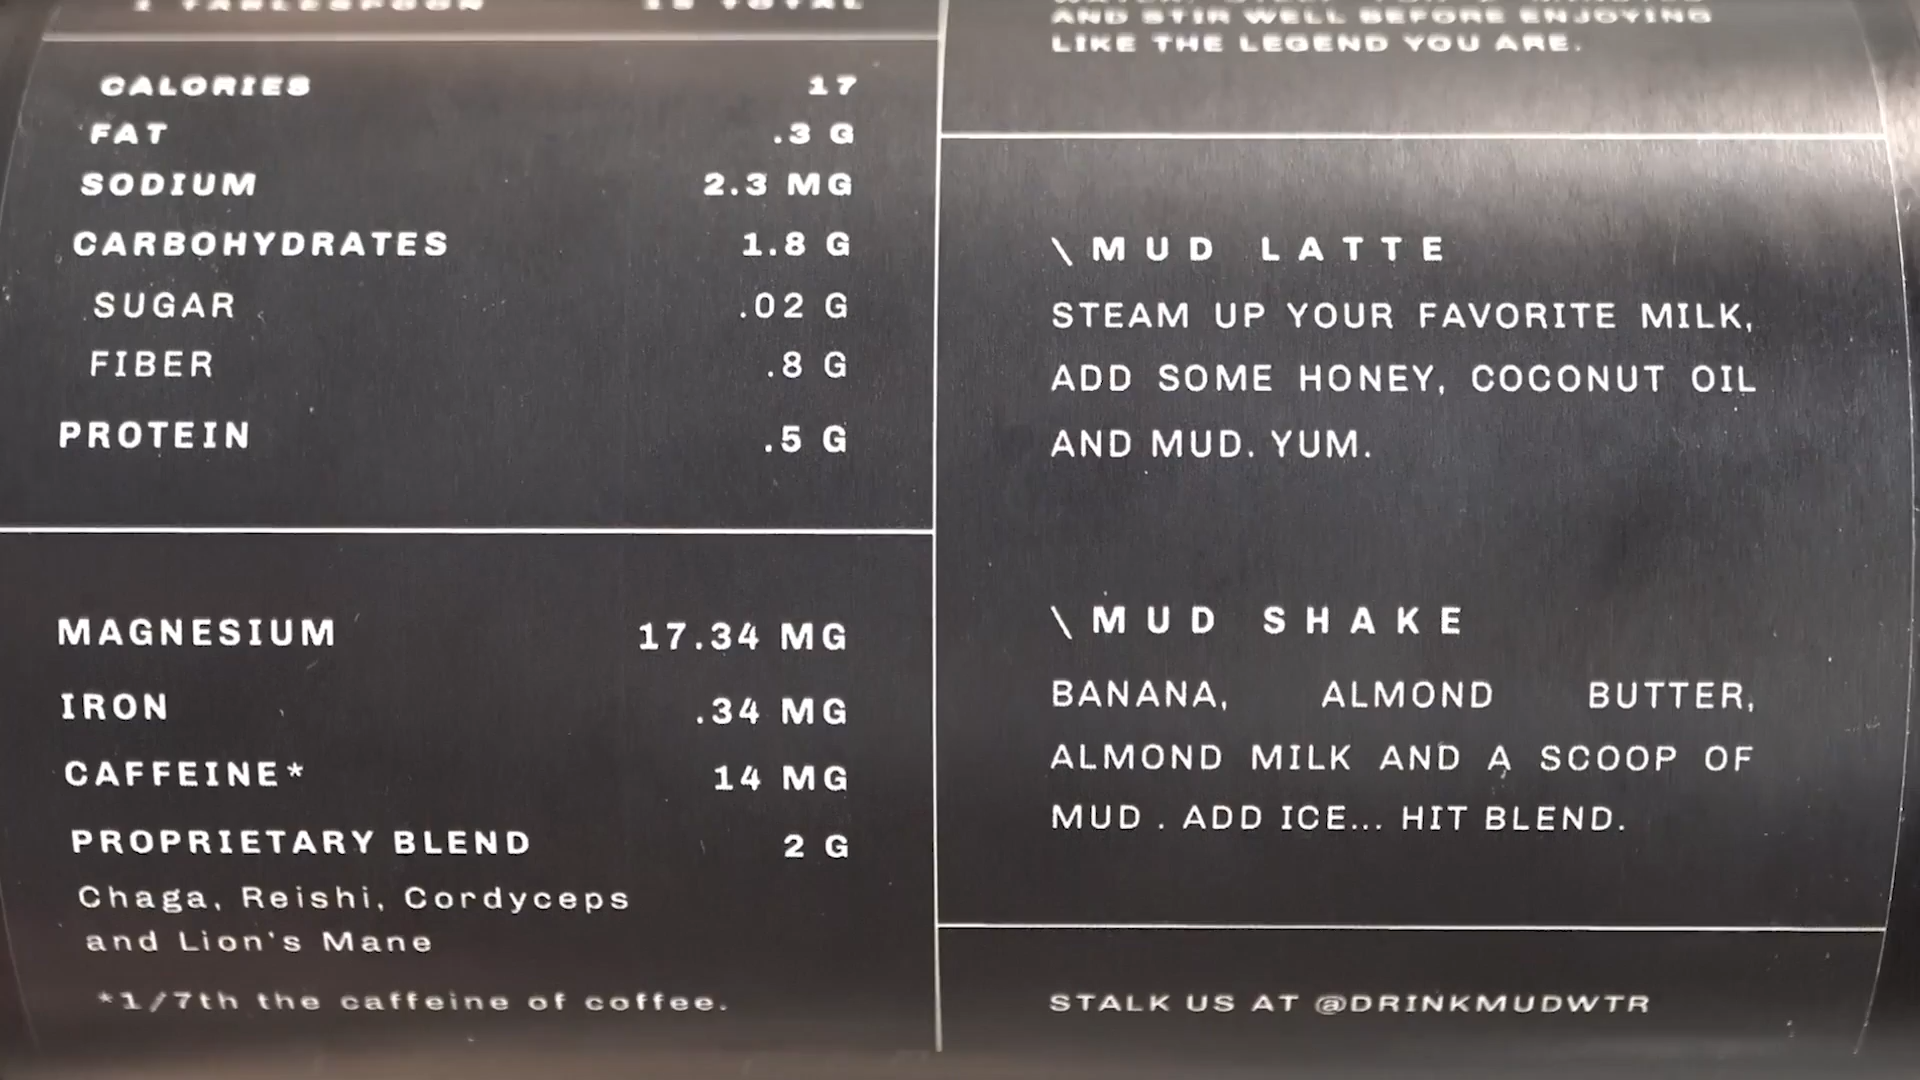 1 TABLESPOON 15 TOTAL
CALORIES 17
FAT .3 G
SODIUM 2.3 MG
CARBOHYDRATES 1.8 G
SUGAR .02 G
FIBER .8 G
PROTEIN .5 G
MAGNESIUM 17.34 MG
IRON .34 MG
CAFFEINE* 14 MG
PROPRIETARY BLEND 2 G
Chaga, Reishi, Cordyceps
and Lion's Mane
*1/7th the caffeine of coffee.
AND STIR WELL BEFORE ENJOYING
LIKE THE LEGEND YOU ARE.
\MUD LATTE
STEAM UP YOUR FAVORITE MILK,
ADD SOME HONEY, COCONUT OIL
AND MUD. YUM.
\MUD SHAKE
BANANA, ALMOND BUTTER,
ALMOND MILK AND A SCOOP OF
MUD . ADD ICE... HIT BLEND.
STALK US AT @DRINKMUDWTR